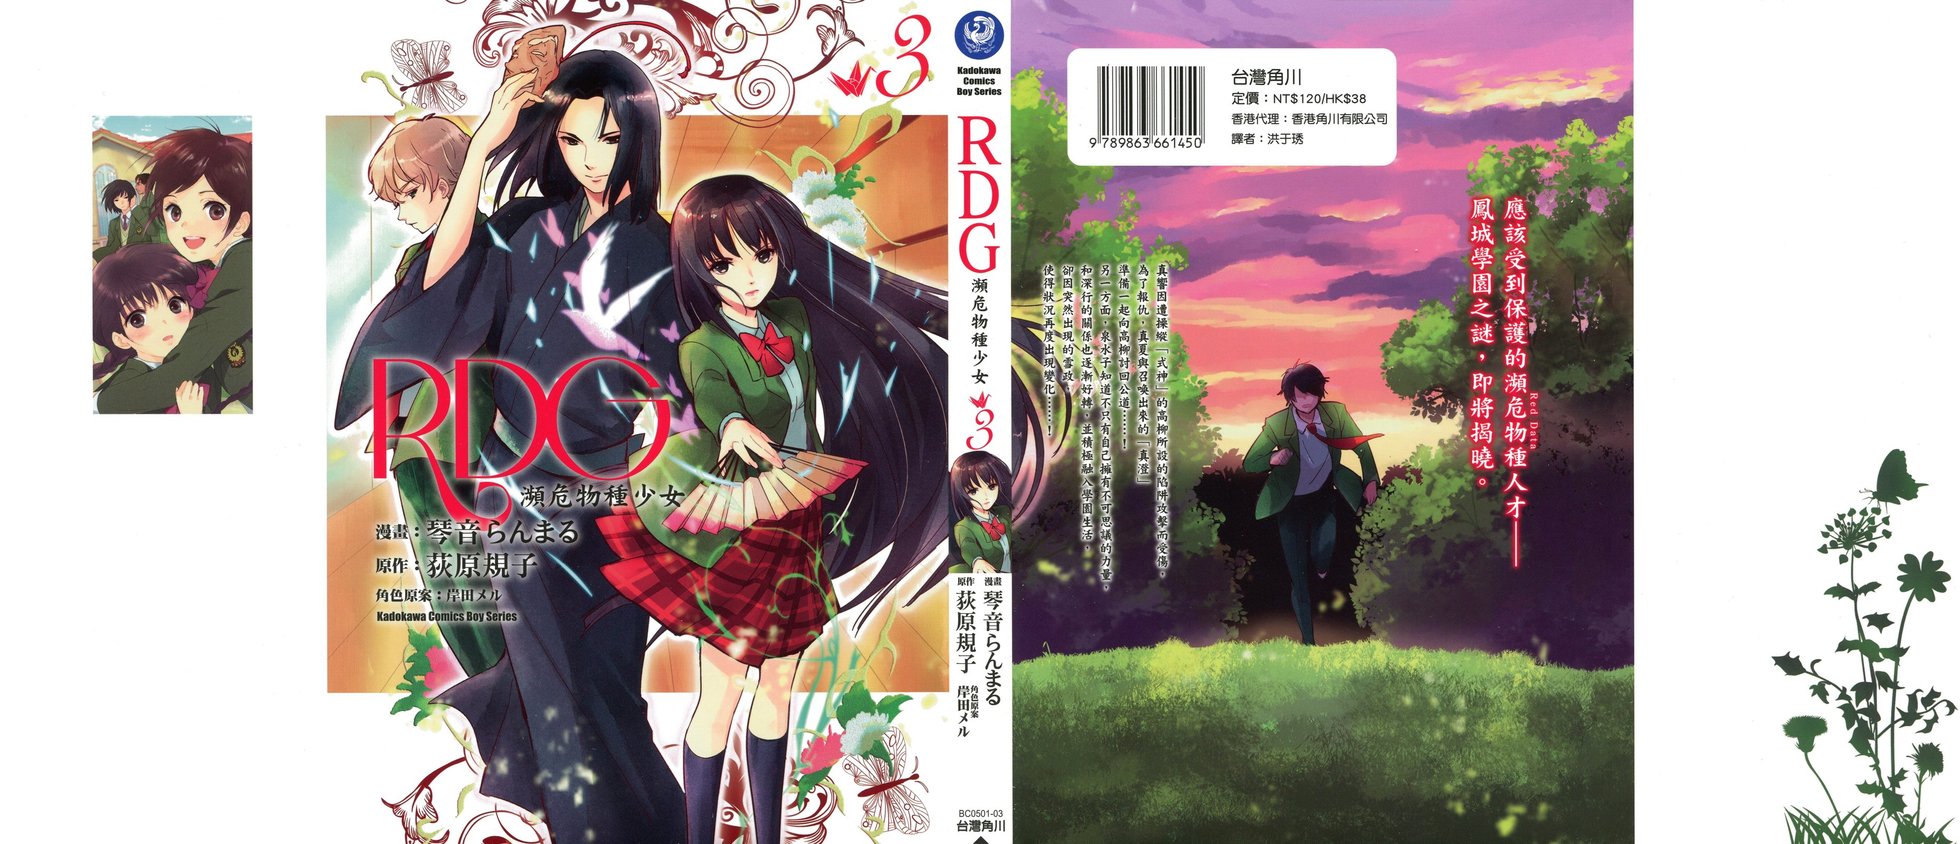 3
RDG
瀕危物種少女
漫畫：琴音らんまる
原作：荻原規子
角色原案：岸田メル
Kadokawa Comics Boy Series
Kadokawa
Comics
Boy Series
RDG
瀕危物種少女
3
漫畫
琴音らんまる
原作
荻原規子
角色原案
岸田メル
BC0501-03
台灣角川
9 789863 661450
台灣角川
定價：NT$120/HK$38
香港代理：香港角川有限公司
譯者：洪于琇
應該受到保護的瀕危物種人才——
Red Data
鳳城學園之謎，即將揭曉。
真響因遭操縱「式神」的高柳所設的陷阱攻擊而受傷，
為了報仇，真夏與召喚出來的「真澄」
準備一起向高柳討回公道……！
另一方面，泉水子知道不只有自己擁有不可思議的力量，
和深行的關係也逐漸好轉，並積極融入學園生活，
卻因突然出現的雪政，
使得狀況再度出現變化……！